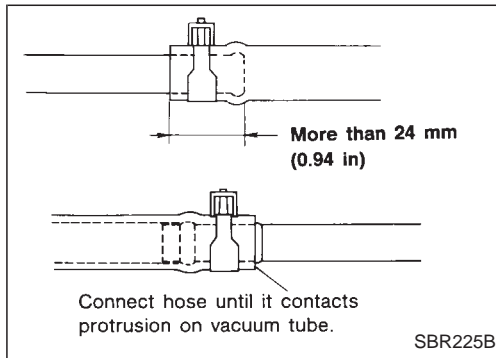 More than 24 mm
(0.94 in)
Connect hose until it contacts
protrusion on vacuum tube.
SBR225B